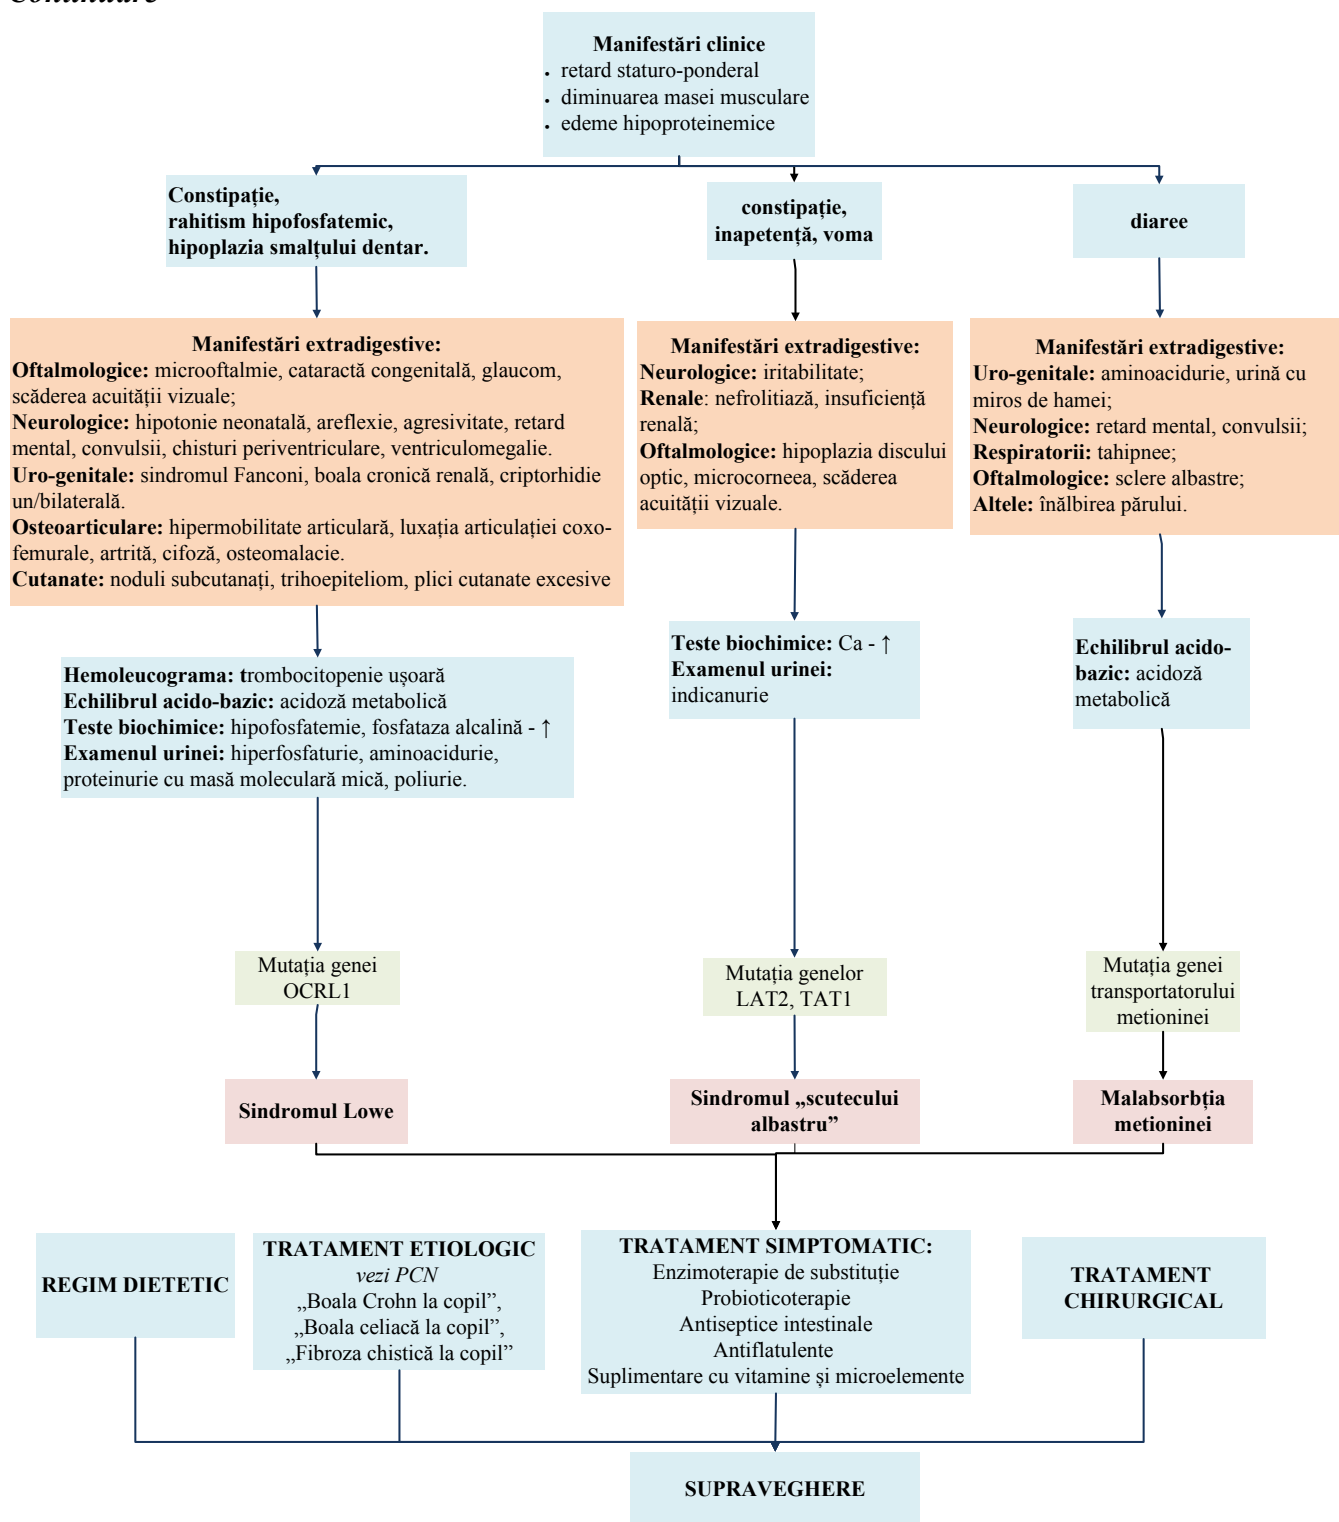 Continuare
Manifestări clinice
• retard staturo-ponderal
• diminuarea masei musculare
• edeme hipoproteinemice
Constipație,
rahitism hipofosfatemic,
hipoplazia smalțului dentar.
constipație,
inapetență, voma
diaree
Manifestări extradigestive:
Oftalmologice: microoftalmie, cataractă congenitală, glaucom,
scăderea acuității vizuale;
Neurologice: hipotonie neonatală, areflexie, agresivitate, retard
mental, convulsii, chisturi periventriculare, ventriculomegalie.
Uro-genitale: sindromul Fanconi, boala cronică renală, criptorhidie
un/bilaterală.
Osteoarticulare: hipermobilitate articulară, luxația articulației coxo-
femurale, artrită, cifoză, osteomalacie.
Cutanate: noduli subcutanați, trihoepiteliom, plici cutanate excesive
Manifestări extradigestive:
Neurologice: iritabilitate;
Renale: nefrolitiază, insuficiență
renală;
Oftalmologice: hipoplazia discului
optic, microcorneea, scăderea
acuității vizuale.
Manifestări extradigestive:
Uro-genitale: aminoacidurie, urină cu
miros de hamei;
Neurologice: retard mental, convulsii;
Respiratorii: tahipnee;
Oftalmologice: sclere albastre;
Altele: înălbirea părului.
Hemoleucograma: trombocitopenie ușoară
Echilibrul acido-bazic: acidoză metabolică
Teste biochimice: hipofosfatemie, fosfataza alcalină - ↑
Examenul urinei: hiperfosfaturie, aminoacidurie,
proteinurie cu masă moleculară mică, poliurie.
Teste biochimice: Ca - ↑
Examenul urinei:
indicanurie
Echilibrul acido-
bazic: acidoză
metabolică
Mutația genei
OCRL1
Mutația genelor
LAT2, TAT1
Mutația genei
transportatorului
metioninei
Sindromul Lowe
Sindromul „scutecului
albastru”
Malabsorbția
metioninei
REGIM DIETETIC
TRATAMENT ETIOLOGIC
vezi PCN
„Boala Crohn la copil”,
„Boala celiacă la copil”,
„Fibroza chistică la copil”
TRATAMENT SIMPTOMATIC:
Enzimoterapie de substituție
Probioticoterapie
Antiseptice intestinale
Antiflatulente
Suplimentare cu vitamine și microelemente
TRATAMENT
CHIRURGICAL
SUPRAVEGHERE